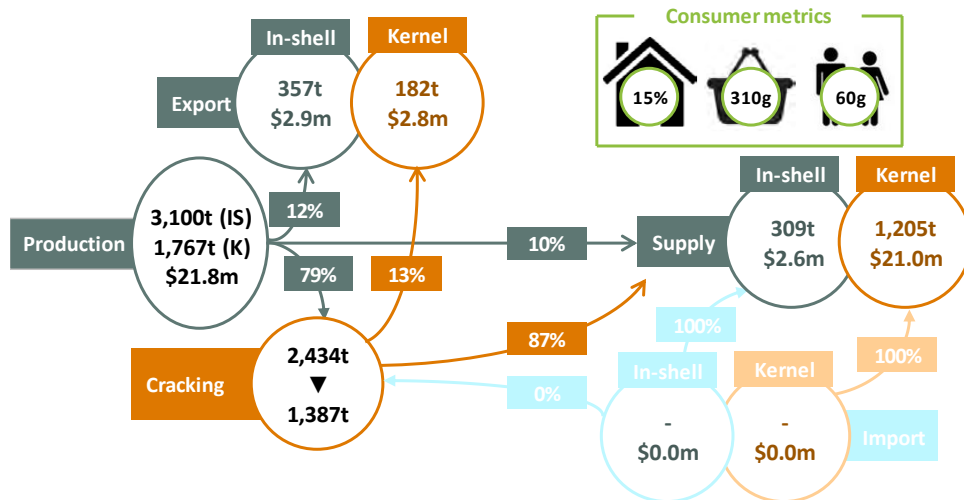 Consumer metrics
15%
310g
60g
In-shell
Kernel
Export
357t
$2.9m
182t
$2.8m
12%
13%
Production
3,100t (IS)
1,767t (K)
$21.8m
79%
10%
In-shell
Kernel
Supply
309t
$2.6m
1,205t
$21.0m
Cracking
2,434t
▼
1,387t
87%
0%
100%
100%
In-shell
Kernel
-
$0.0m
-
$0.0m
Import